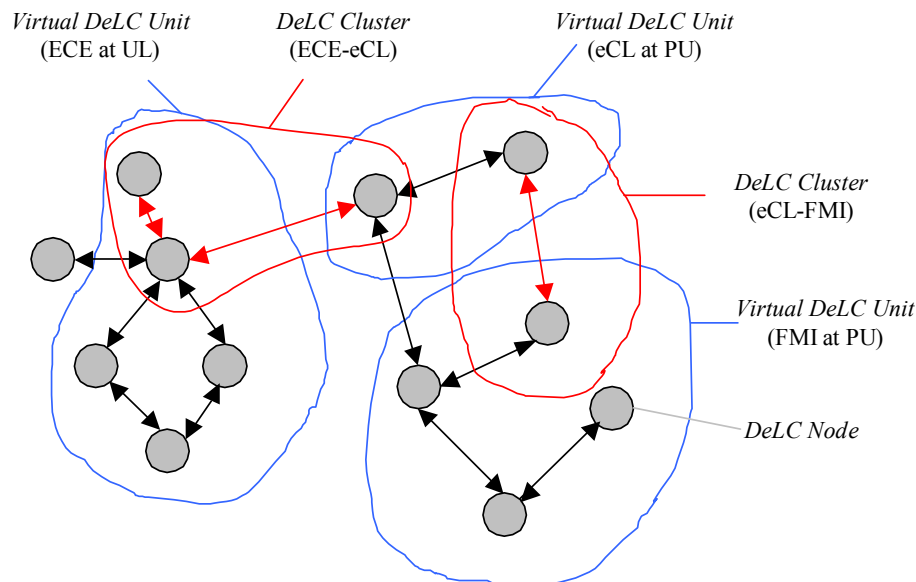 Virtual DeLC Unit
(ECE at UL)
DeLC Cluster
(ECE-eCL)
Virtual DeLC Unit
(eCL at PU)
DeLC Cluster
(eCL-FMI)
Virtual DeLC Unit
(FMI at PU)
DeLC Node